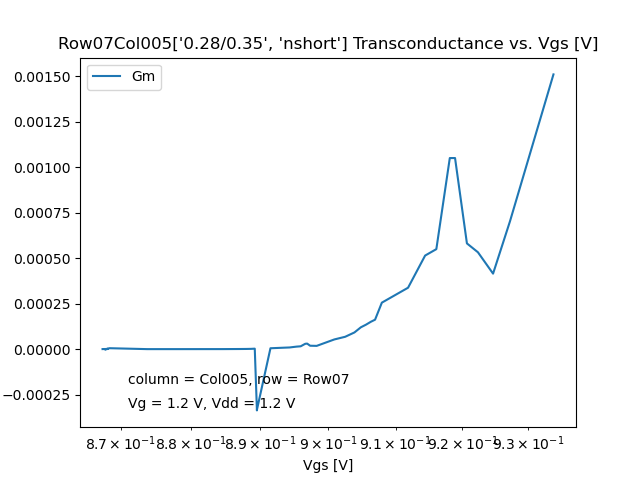 Row07Col005['0.28/0.35', 'nshort'] Transconductance vs. Vgs [V]
Gm
0.00150
0.00125
0.00100
0.00075
0.00050
0.00025
0.00000
−0.00025
column = Col005, row = Row07
Vg = 1.2 V, Vdd = 1.2 V
8.7 × 10⁻¹ 8.8 × 10⁻¹ 8.9 × 10⁻¹ 9 × 10⁻¹ 9.1 × 10⁻¹ 9.2 × 10⁻¹ 9.3 × 10⁻¹
Vgs [V]